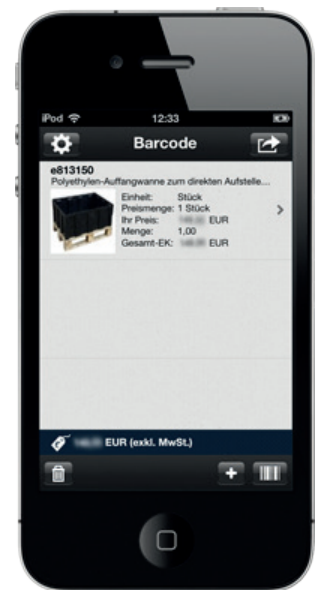 iPod 12:33
Barcode
e813150
Polyethylen-Auffangwanne zum direkten Aufstelle...
Einheit: Stück
Preismenge: 1 Stück
Ihr Preis: EUR
Menge: 1,00
Gesamt-EK: EUR
EUR (exkl. MwSt.)